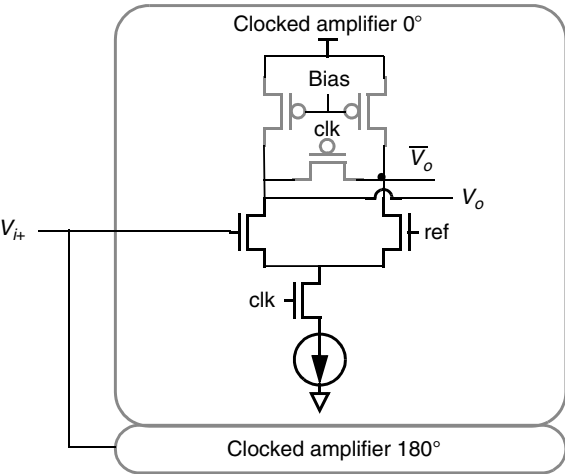 Clocked amplifier 0°
Bias
clk
V̅o
Vo
Vi+
ref
clk
Clocked amplifier 180°